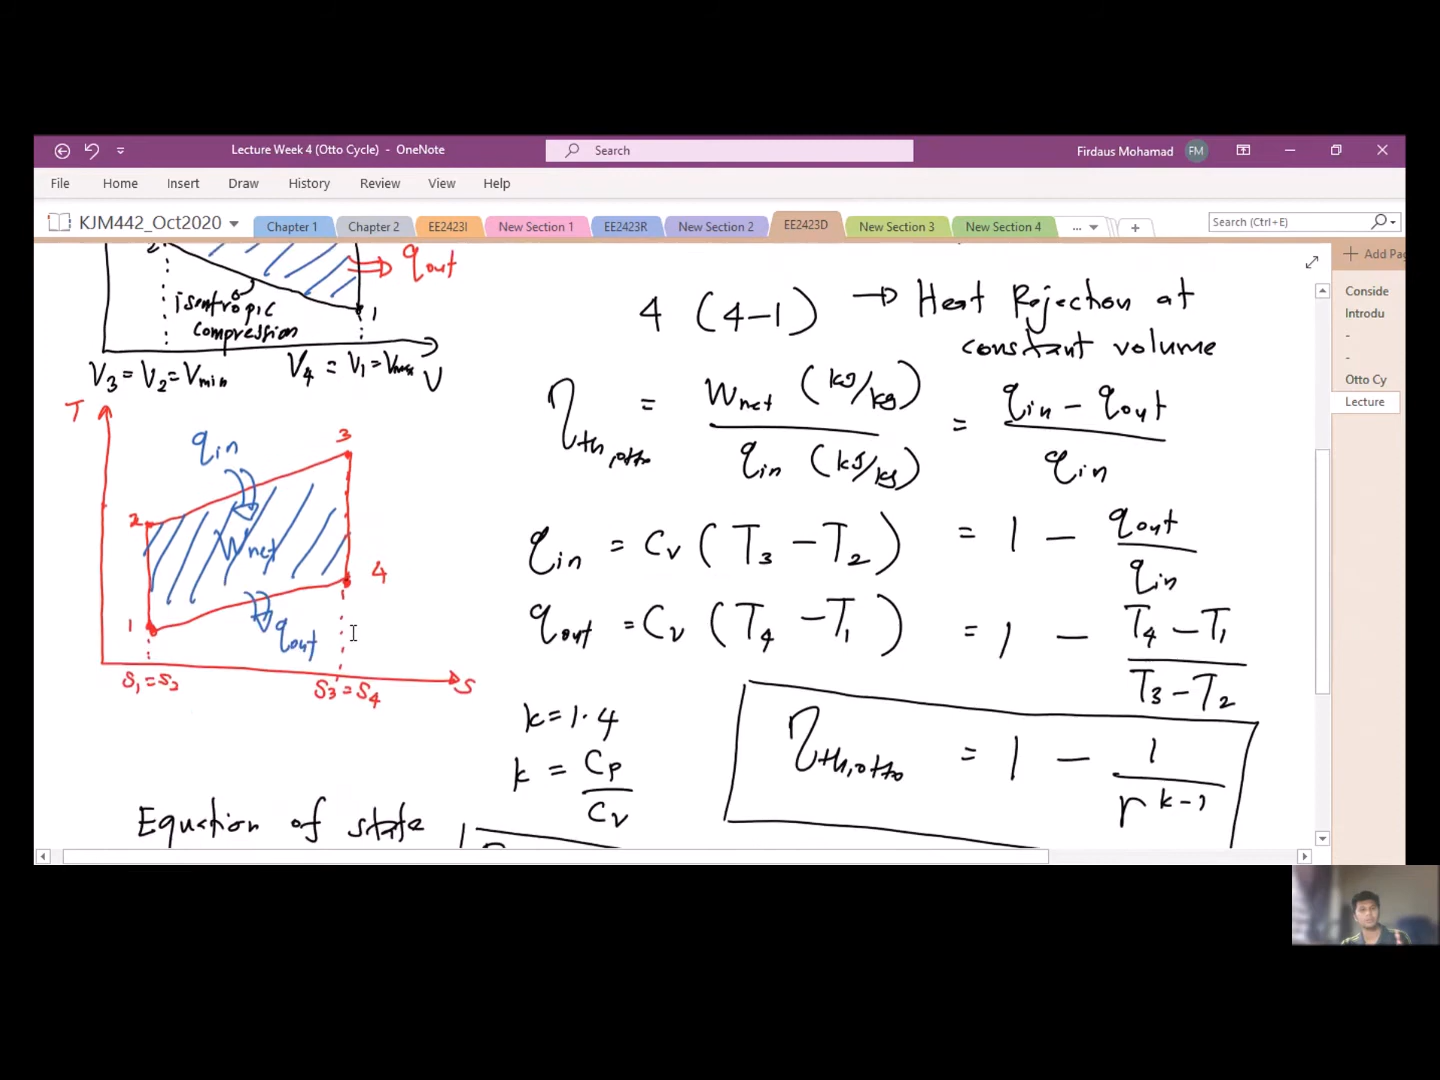 Lecture Week 4 (Otto Cycle) - OneNote
Search
Firdaus Mohamad
FM
File Home Insert Draw History Review View Help
KJM442_Oct2020
Chapter 1
Chapter 2
EE2423I
New Section 1
EE2423R
New Section 2
EE2423D
New Section 3
New Section 4
...
Search (Ctrl+E)
Add Pag
Conside
Introdu
-
-
Otto Cy
Lecture
2
qout
isentropic
compression
1
V3 = V2 = Vmin
V4 = V1 = Vmax
V
T
qin
3
2
Wnet
4
1
qout
S1 = S2
S3 = S4
S
4 (4-1) → Heat Rejection at
constant volume
ηth,otto = Wnet (kJ/kg) / qin (kJ/kg) = qin - qout / qin
qin = Cv (T3 - T2) = 1 - qout / qin
qout = Cv (T4 - T1) = 1 - T4 - T1 / T3 - T2
k = 1.4
k = CP / Cv
ηth,otto = 1 - 1 / r^k-1
Equation of state